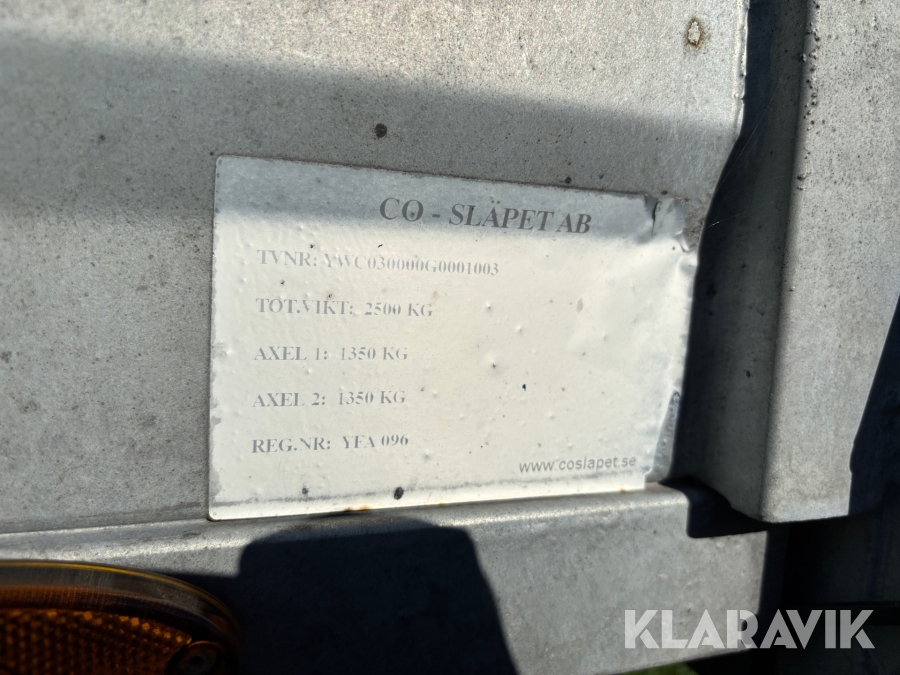 CO - SLÄPET AB
TVNR: YWC030000G0001003
TOT.VIKT: 2500 KG
AXEL 1: 1350 KG
AXEL 2: 1350 KG
REG.NR: YFA 096
www.coslapet.se
KLARAVIK